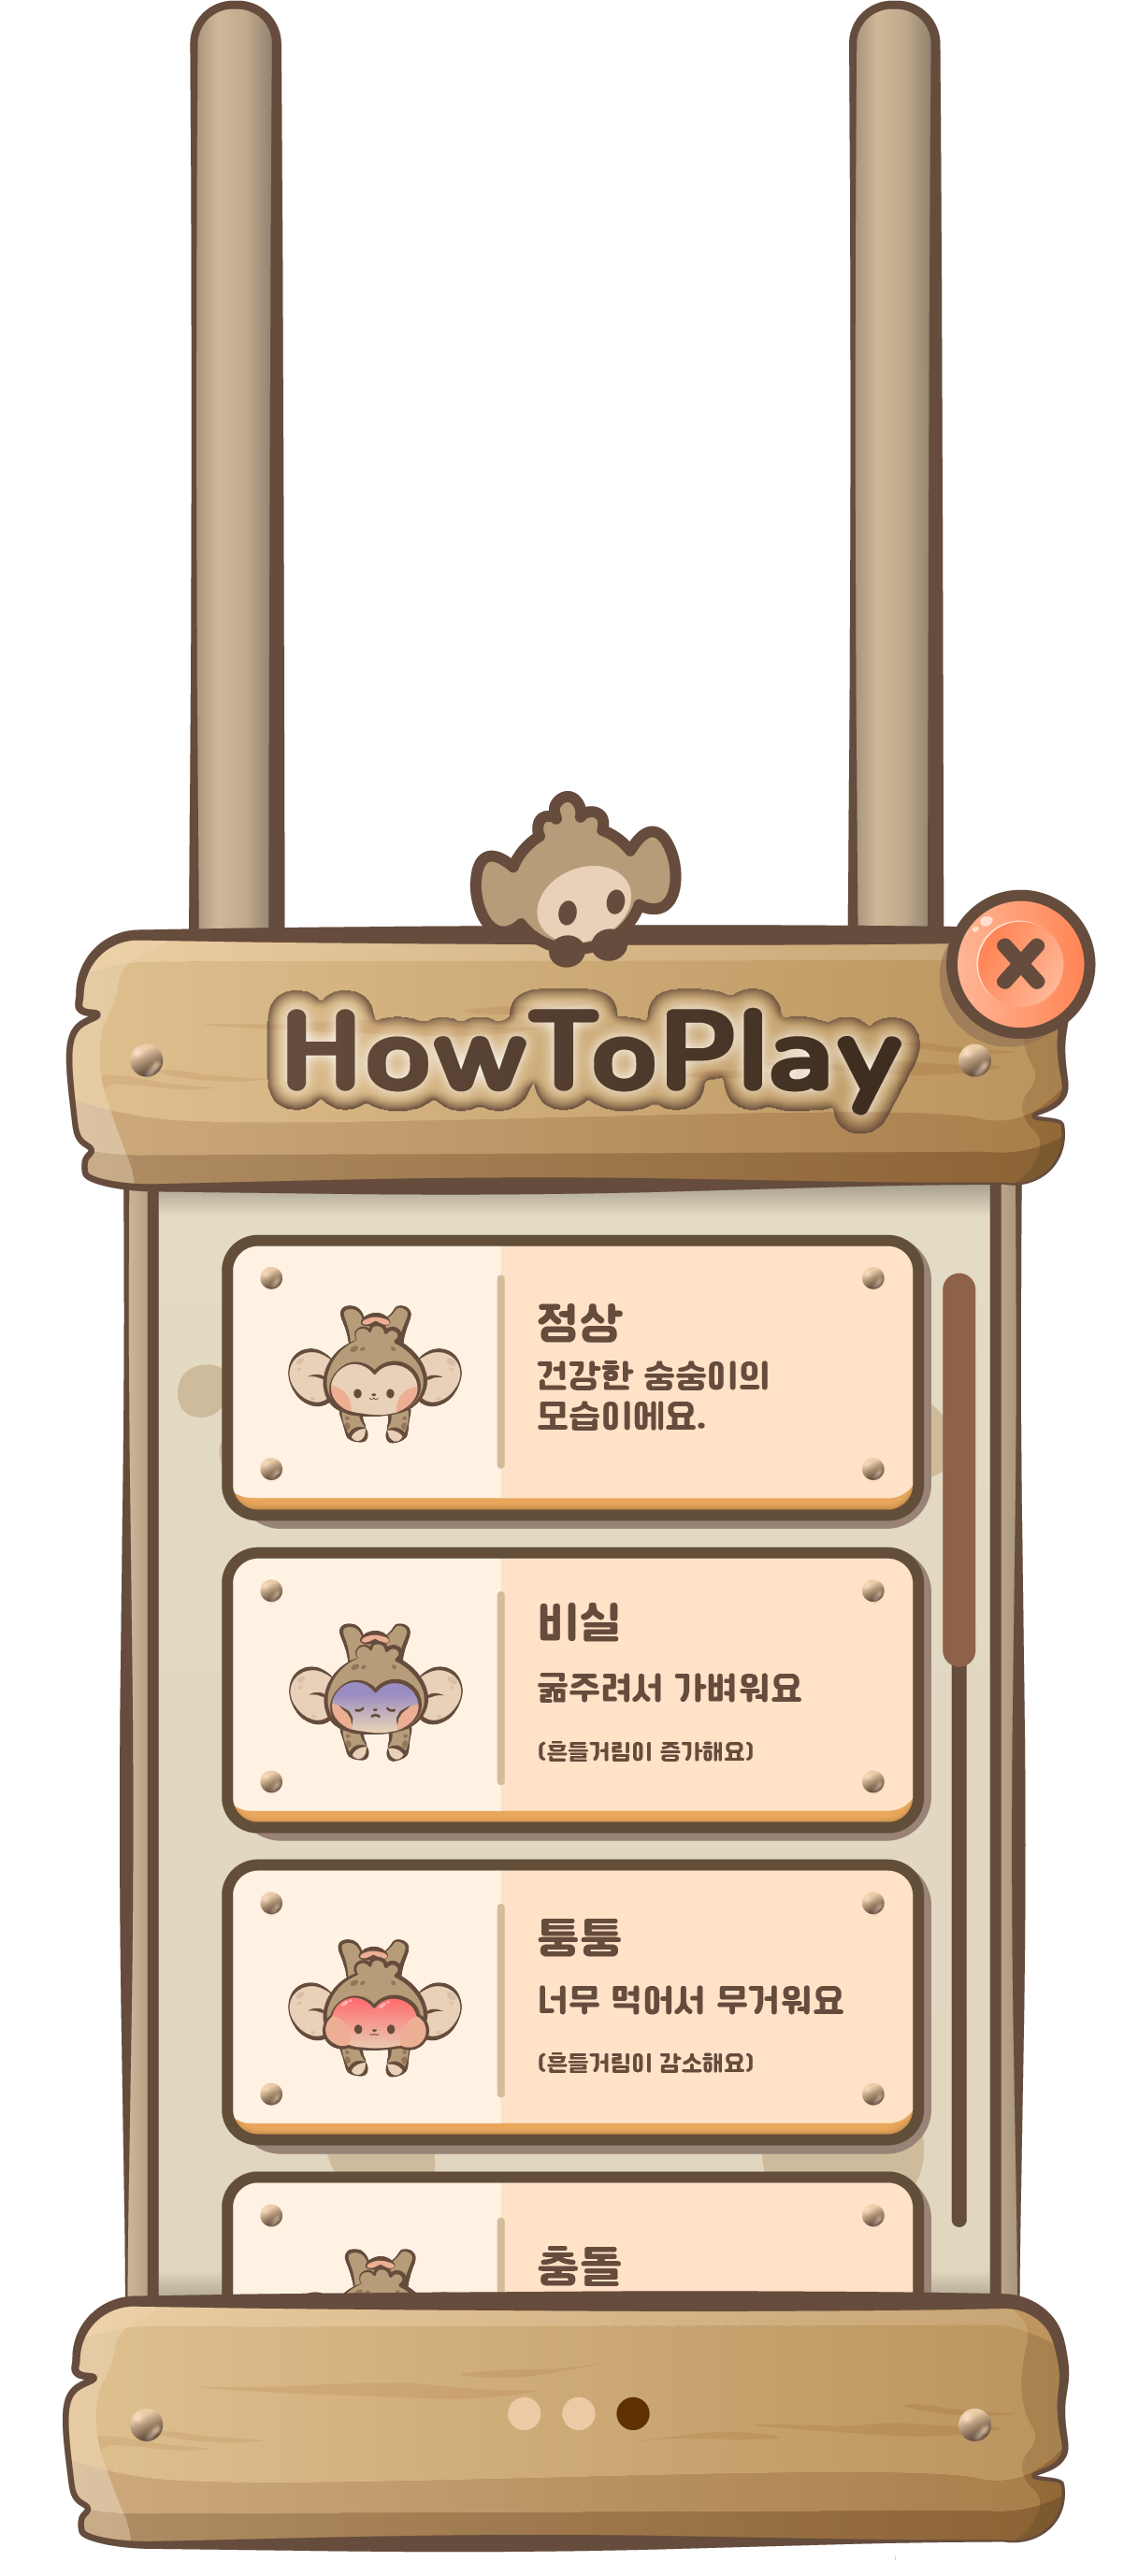 HowToPlay
정상
건강한 숭숭이의
모습이에요.
비실
굶주려서 가벼워요
(흔들거림이 증가해요)
퉁퉁
너무 먹어서 무거워요
(흔들거림이 감소해요)
충돌